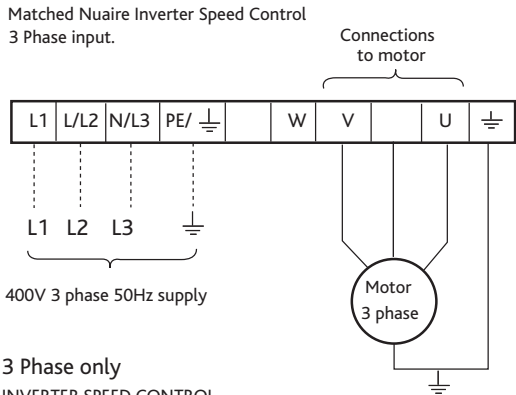 Matched Nuaire Inverter Speed Control
3 Phase input.
Connections
to motor
L1 L/L2 N/L3 PE/ W V U
L1 L2 L3
400V 3 phase 50Hz supply
Motor
3 phase
3 Phase only
INVERTER SPEED CONTROL